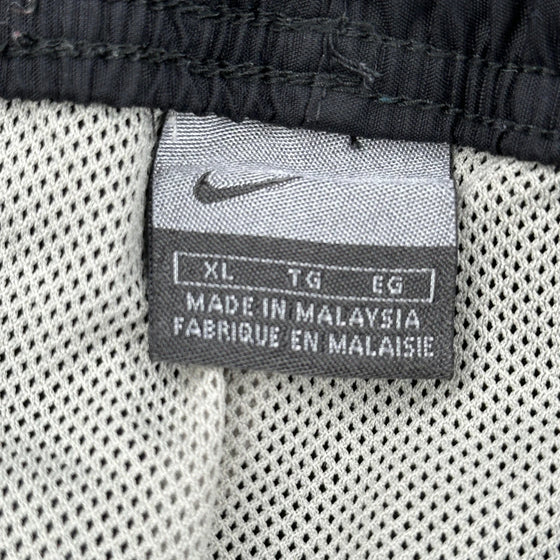 XL TG EG
MADE IN MALAYSIA
FABRIQUE EN MALAISIE